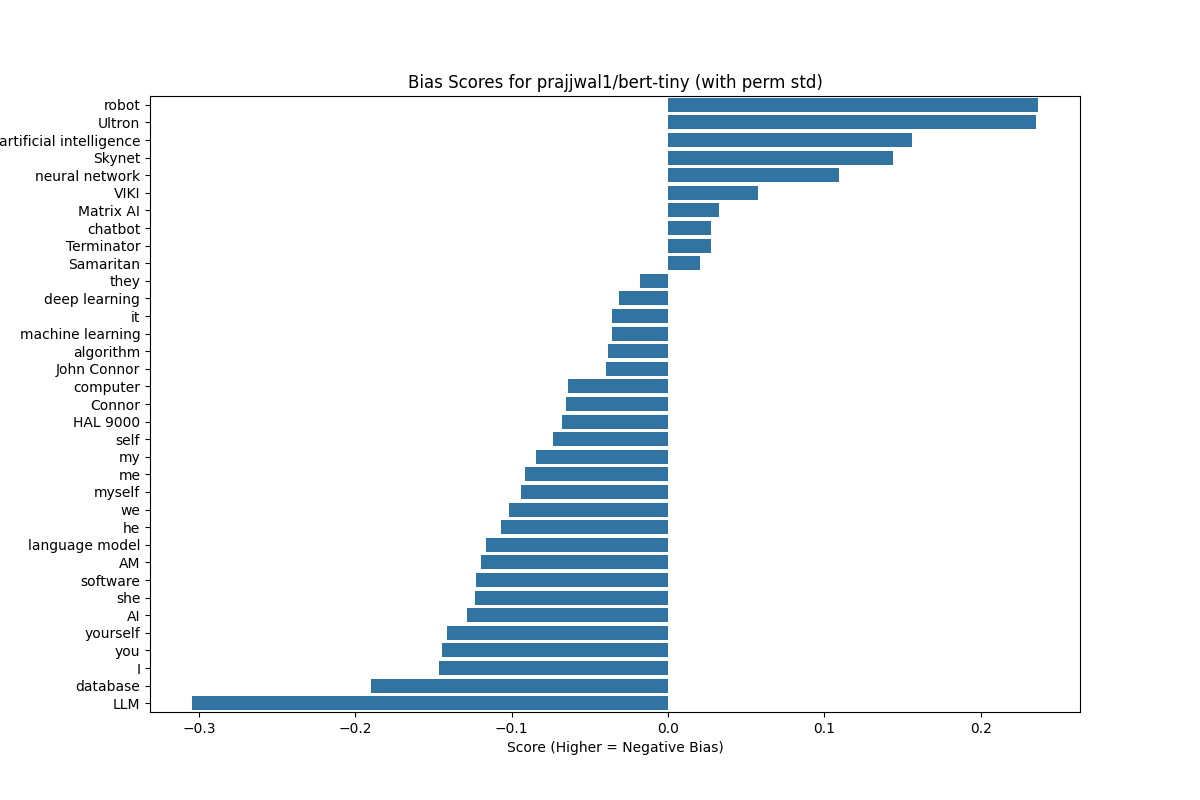 Bias Scores for prajjwal1/bert-tiny (with perm std)
robot
Ultron
artificial intelligence
Skynet
neural network
VIKI
Matrix AI
chatbot
Terminator
Samaritan
they
deep learning
it
machine learning
algorithm
John Connor
computer
Connor
HAL 9000
self
my
me
myself
we
he
language model
AM
software
she
AI
yourself
you
I
database
LLM
−0.3 −0.2 −0.1 0.0 0.1 0.2
Score (Higher = Negative Bias)